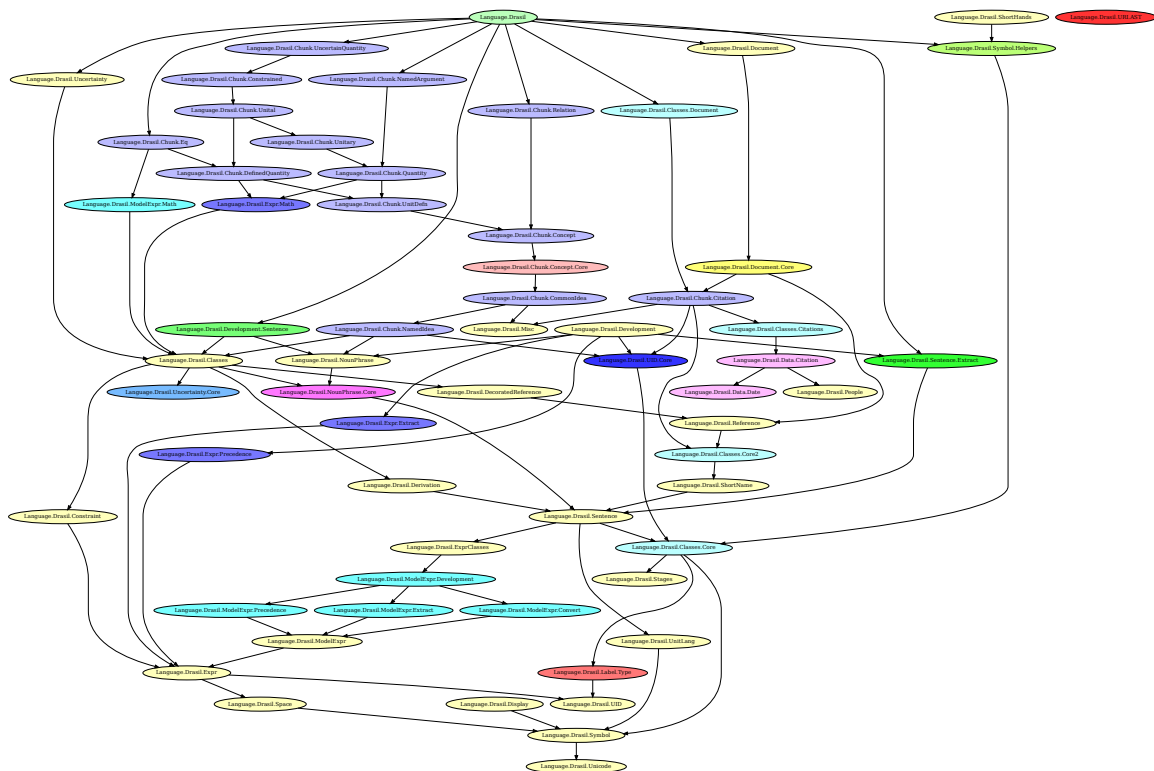 Language.Drasil
Language.Drasil.ShortHands
Language.Drasil.URI.AST
Language.Drasil.Chunk.UncertainQuantity
Language.Drasil.Document
Language.Drasil.Symbol.Helpers
Language.Drasil.Uncertainty
Language.Drasil.Chunk.Constrained
Language.Drasil.Chunk.NamedArgument
Language.Drasil.Chunk.Unital
Language.Drasil.Chunk.Relation
Language.Drasil.Classes.Document
Language.Drasil.Chunk.Eq
Language.Drasil.Chunk.Unitary
Language.Drasil.Chunk.DefinedQuantity
Language.Drasil.Chunk.Quantity
Language.Drasil.ModelExpr.Math
Language.Drasil.Expr.Math
Language.Drasil.Chunk.UnitDefn
Language.Drasil.Chunk.Concept
Language.Drasil.Chunk.Concept.Core
Language.Drasil.Document.Core
Language.Drasil.Chunk.CommonIdea
Language.Drasil.Chunk.Citation
Language.Drasil.Development.Sentence
Language.Drasil.Chunk.NamedIdea
Language.Drasil.Misc
Language.Drasil.Development
Language.Drasil.Classes.Citations
Language.Drasil.Classes
Language.Drasil.NounPhrase
Language.Drasil.UID.Core
Language.Drasil.Data.Citation
Language.Drasil.Sentence.Extract
Language.Drasil.Uncertainty.Core
Language.Drasil.NounPhrase.Core
Language.Drasil.DecoratedReference
Language.Drasil.Data.Date
Language.Drasil.People
Language.Drasil.Expr.Extract
Language.Drasil.Reference
Language.Drasil.Expr.Precedence
Language.Drasil.Classes.Core2
Language.Drasil.Derivation
Language.Drasil.ShortName
Language.Drasil.Constraint
Language.Drasil.Sentence
Language.Drasil.ExprClasses
Language.Drasil.Classes.Core
Language.Drasil.ModelExpr.Development
Language.Drasil.Stages
Language.Drasil.ModelExpr.Precedence
Language.Drasil.ModelExpr.Extract
Language.Drasil.ModelExpr.Convert
Language.Drasil.ModelExpr
Language.Drasil.UnitLang
Language.Drasil.Expr
Language.Drasil.Label.Type
Language.Drasil.Space
Language.Drasil.Display
Language.Drasil.UID
Language.Drasil.Symbol
Language.Drasil.Unicode